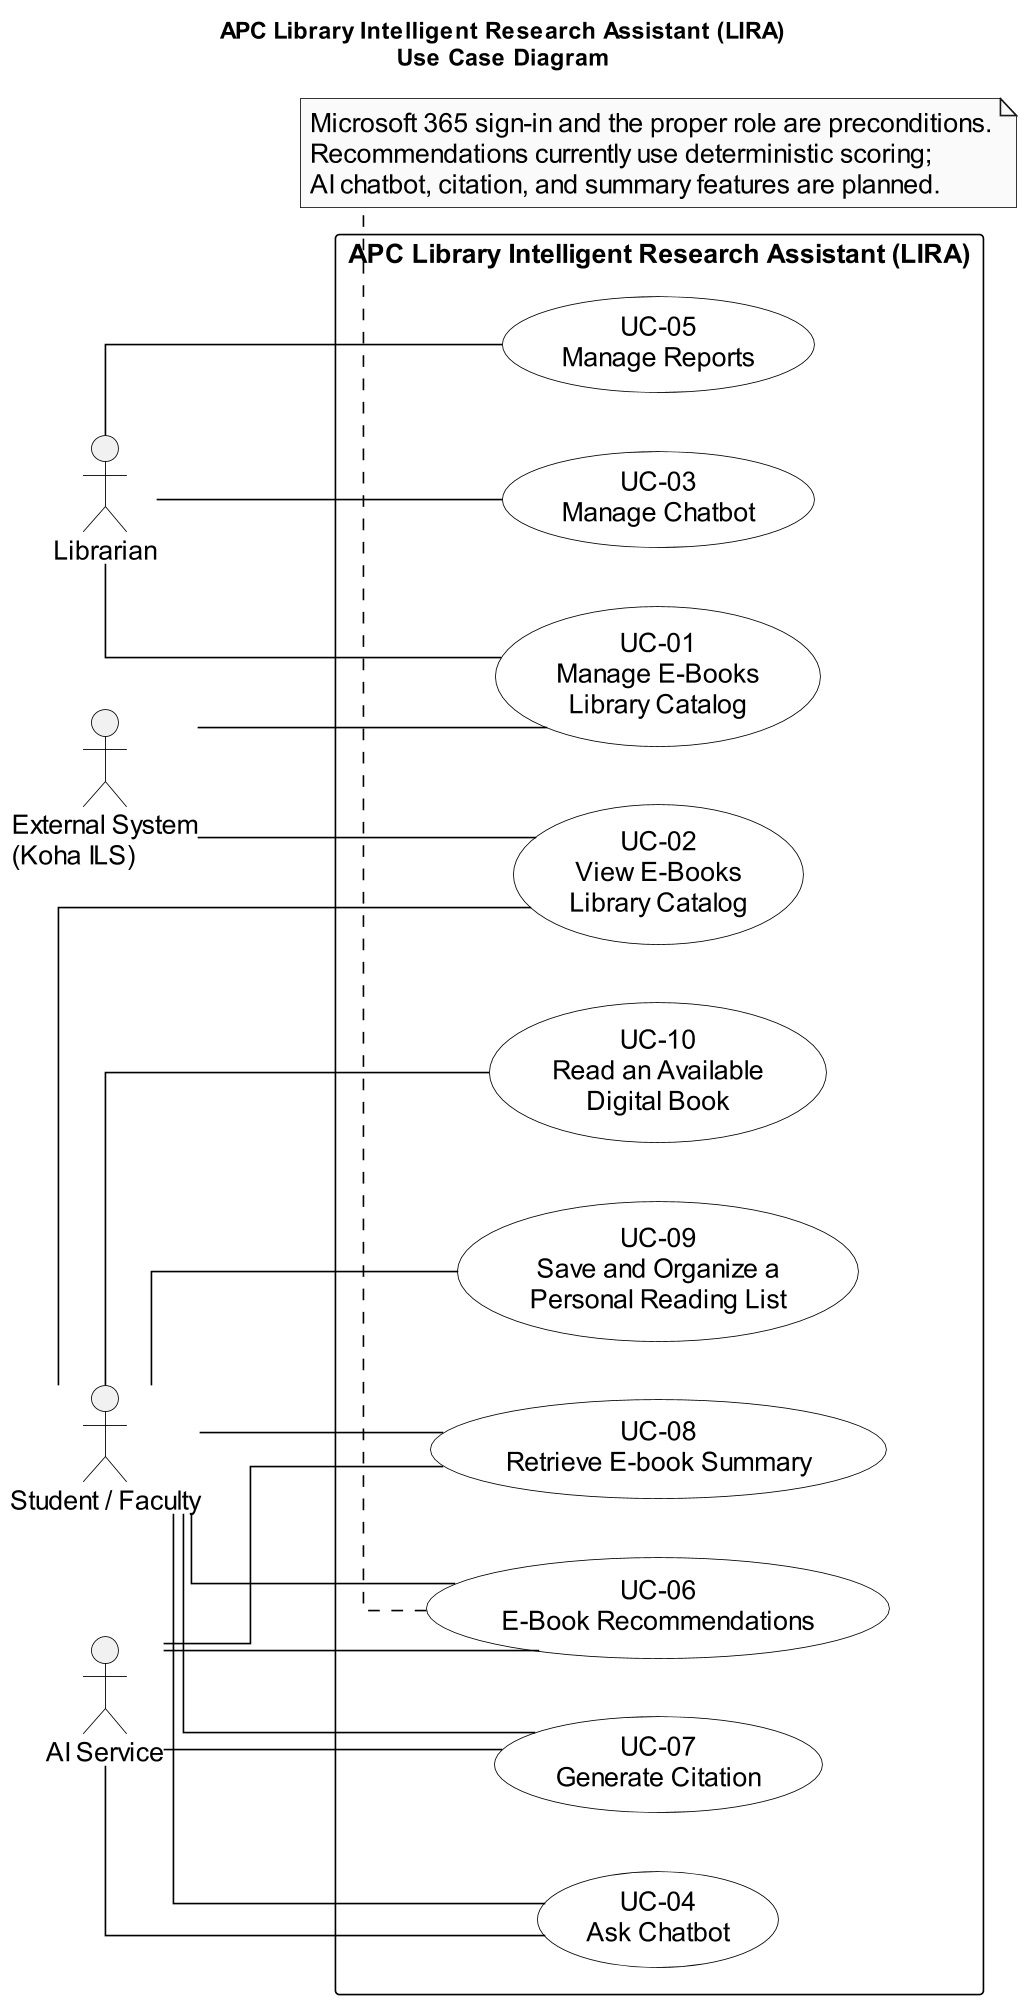 APC Library Intelligent Research Assistant (LIRA)
Use Case Diagram
Microsoft 365 sign-in and the proper role are preconditions.
Recommendations currently use deterministic scoring;
AI chatbot, citation, and summary features are planned.
APC Library Intelligent Research Assistant (LIRA)
UC-05
Manage Reports
UC-03
Manage Chatbot
Librarian
UC-01
Manage E-Books
Library Catalog
External System
(Koha ILS)
UC-02
View E-Books
Library Catalog
UC-10
Read an Available
Digital Book
UC-09
Save and Organize a
Personal Reading List
UC-08
Retrieve E-book Summary
Student / Faculty
UC-06
E-Book Recommendations
AI Service
UC-07
Generate Citation
UC-04
Ask Chatbot